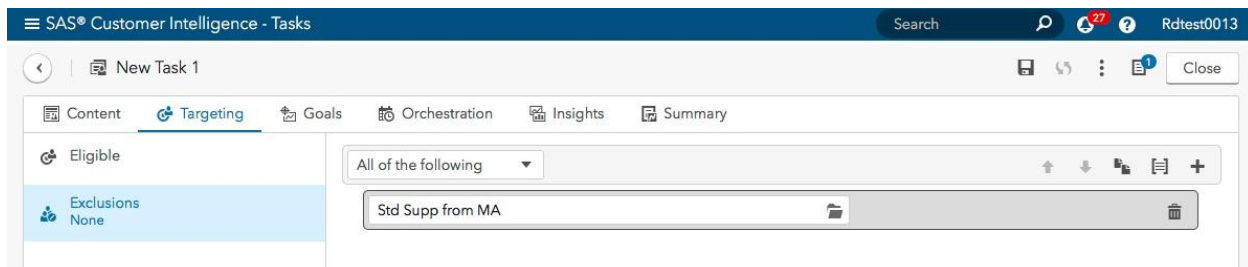 SAS® Customer Intelligence - Tasks
Search
27
?
Rdtest0013
New Task 1
1
Close
Content
Targeting
Goals
Orchestration
Insights
Summary
Eligible
All of the following
Exclusions
None
Std Supp from MA